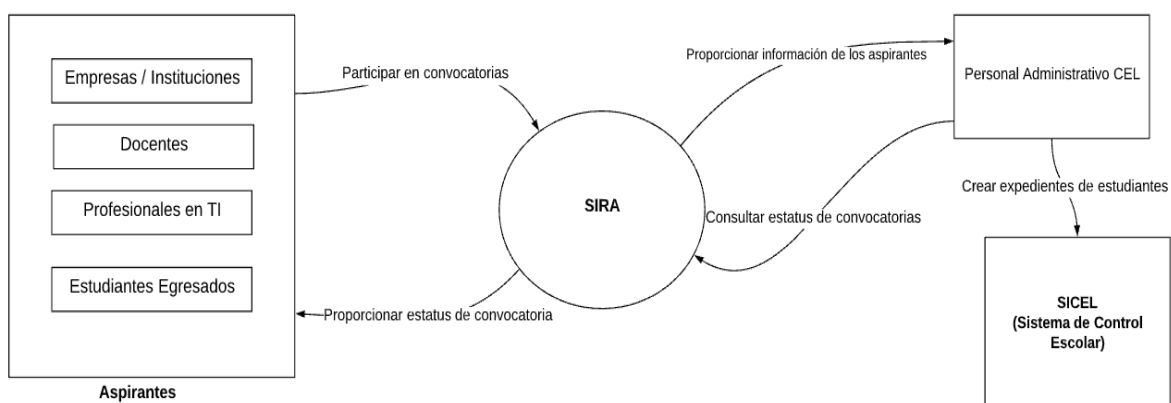 Empresas / Instituciones
Docentes
Profesionales en TI
Estudiantes Egresados
Aspirantes
Participar en convocatorias
Proporcionar estatus de convocatoria
SIRA
Proporcionar información de los aspirantes
Consultar estatus de convocatorias
Personal Administrativo CEL
Crear expedientes de estudiantes
SICEL
(Sistema de Control
Escolar)